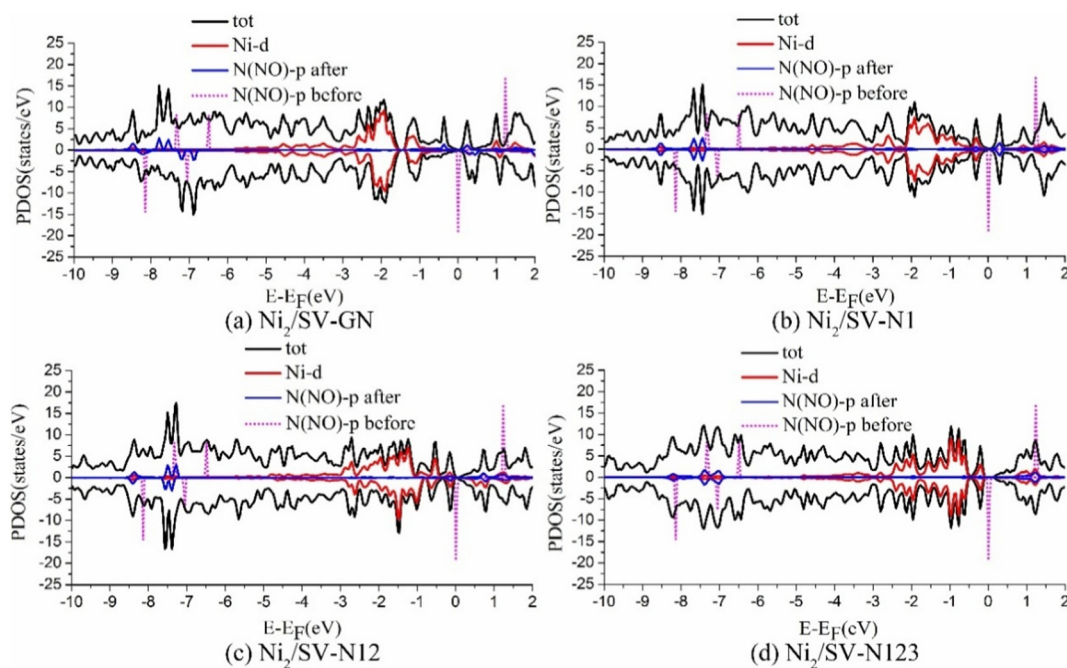 tot
Ni-d
N(NO)-p after
N(NO)-p before
PDOS(states/eV)
25
20
15
10
5
0
-5
-10
-15
-20
-25
-10 -9 -8 -7 -6 -5 -4 -3 -2 -1 0 1 2
E-EF(eV)
(a) Ni2/SV-GN
tot
Ni-d
N(NO)-p after
N(NO)-p before
PDOS(states/eV)
25
20
15
10
5
0
-5
-10
-15
-20
-25
-10 -9 -8 -7 -6 -5 -4 -3 -2 -1 0 1 2
E-EF(eV)
(b) Ni2/SV-N1
tot
Ni-d
N(NO)-p after
N(NO)-p before
PDOS(states/eV)
25
20
15
10
5
0
-5
-10
-15
-20
-25
-10 -9 -8 -7 -6 -5 -4 -3 -2 -1 0 1 2
E-EF(eV)
(c) Ni2/SV-N12
tot
Ni-d
N(NO)-p after
N(NO)-p before
PDOS(states/eV)
25
20
15
10
5
0
-5
-10
-15
-20
-25
-10 -9 -8 -7 -6 -5 -4 -3 -2 -1 0 1 2
E-EF(cV)
(d) Ni2/SV-N123